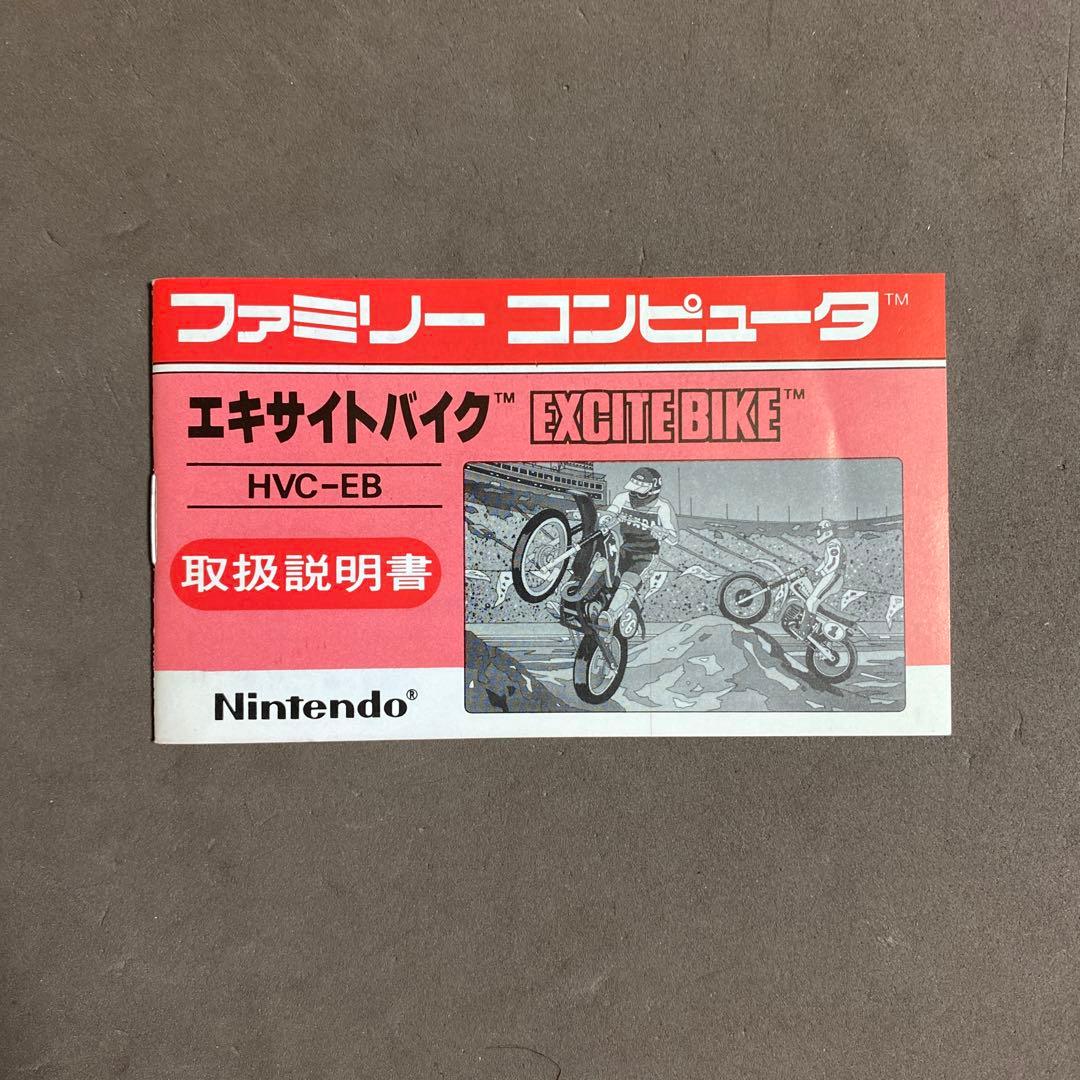 ファミリー コンピュータ™
エキサイトバイク™ EXCITE BIKE™
HVC-EB
取扱説明書
Nintendo®
1